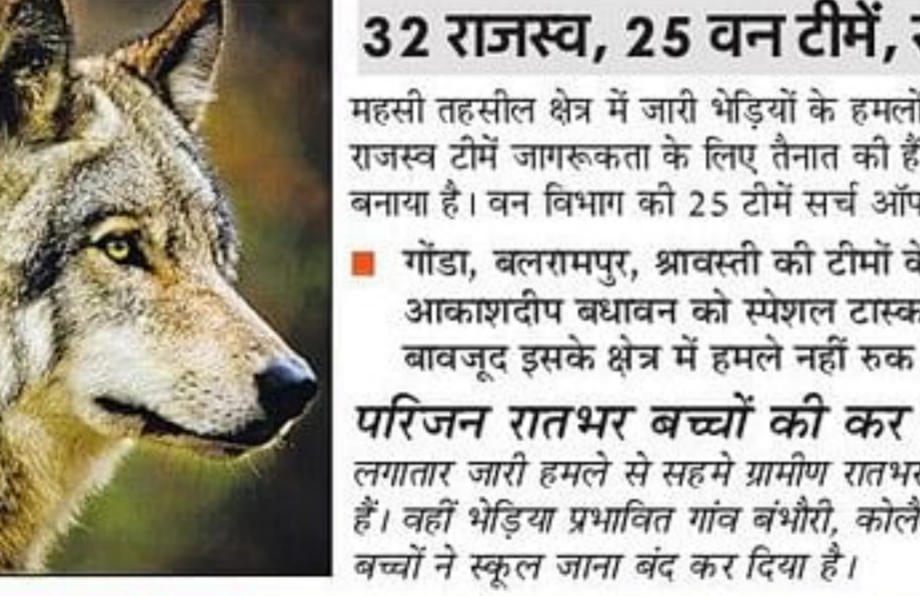 32 राजस्व, 25 वन टीमें,
महसी तहसील क्षेत्र में जारी भेड़ियों के हमलों
राजस्व टीमें जागरूकता के लिए तैनात की हैं
बनाया है। वन विभाग की 25 टीमें सर्च
गोंडा, बलरामपुर, श्रावस्ती की टीमों के
आकाशदीप बधावन को स्पेशल टास्क
बावजूद इसके क्षेत्र में हमले नहीं रुक
परिजन रातभर बच्चों की कर
लगातार जारी हमले से सहमे ग्रामीण रातभर
हैं। वहीं भेड़िया प्रभावित गांव बंभौरी,
बच्चों ने स्कूल जाना बंद कर दिया है।